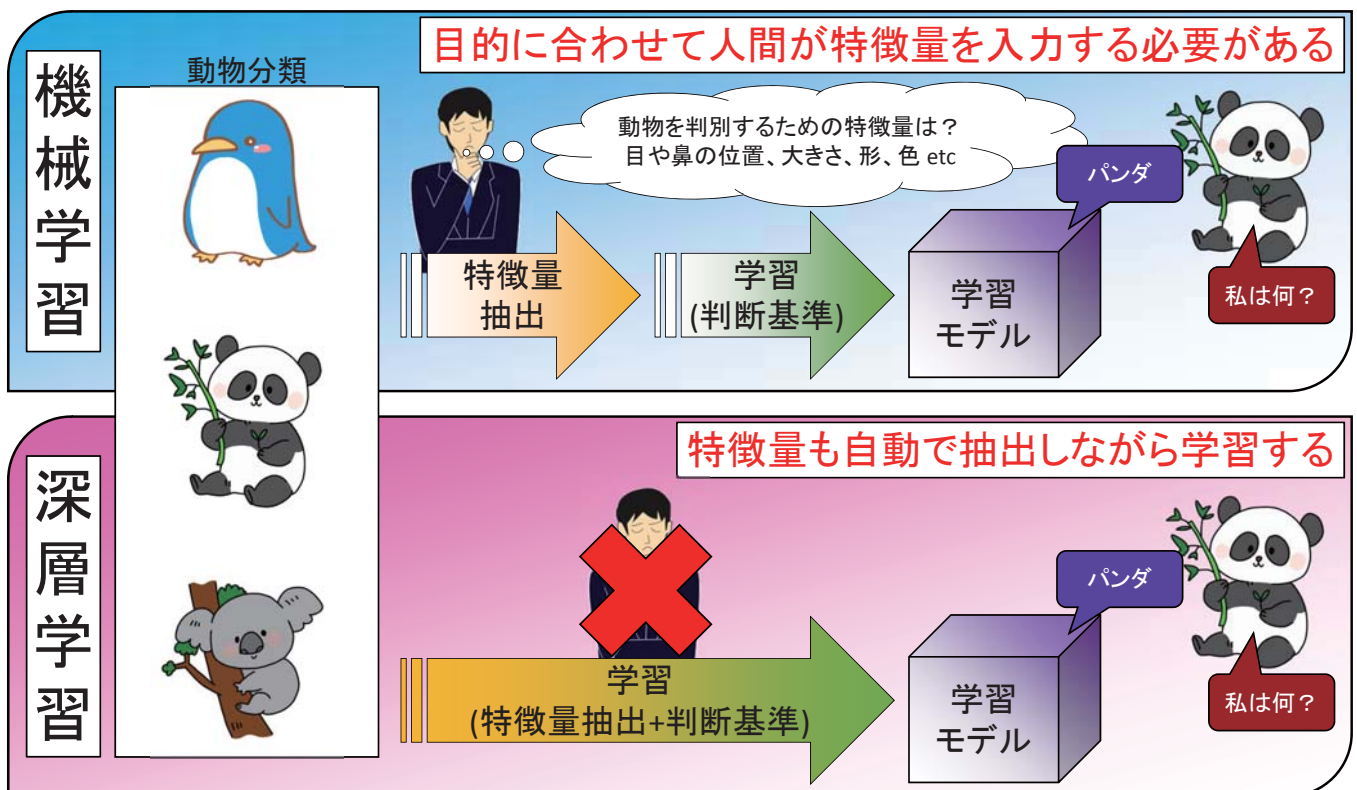 目的に合わせて人間が特徴量を入力する必要がある
機械学習
動物分類
動物を判別するための特徴量は？
目や鼻の位置、大きさ、形、色 etc
特徴量
抽出
学習
(判断基準)
学習
モデル
パンダ
私は何？
特徴量も自動で抽出しながら学習する
深層学習
学習
(特徴量抽出+判断基準)
学習
モデル
パンダ
私は何？